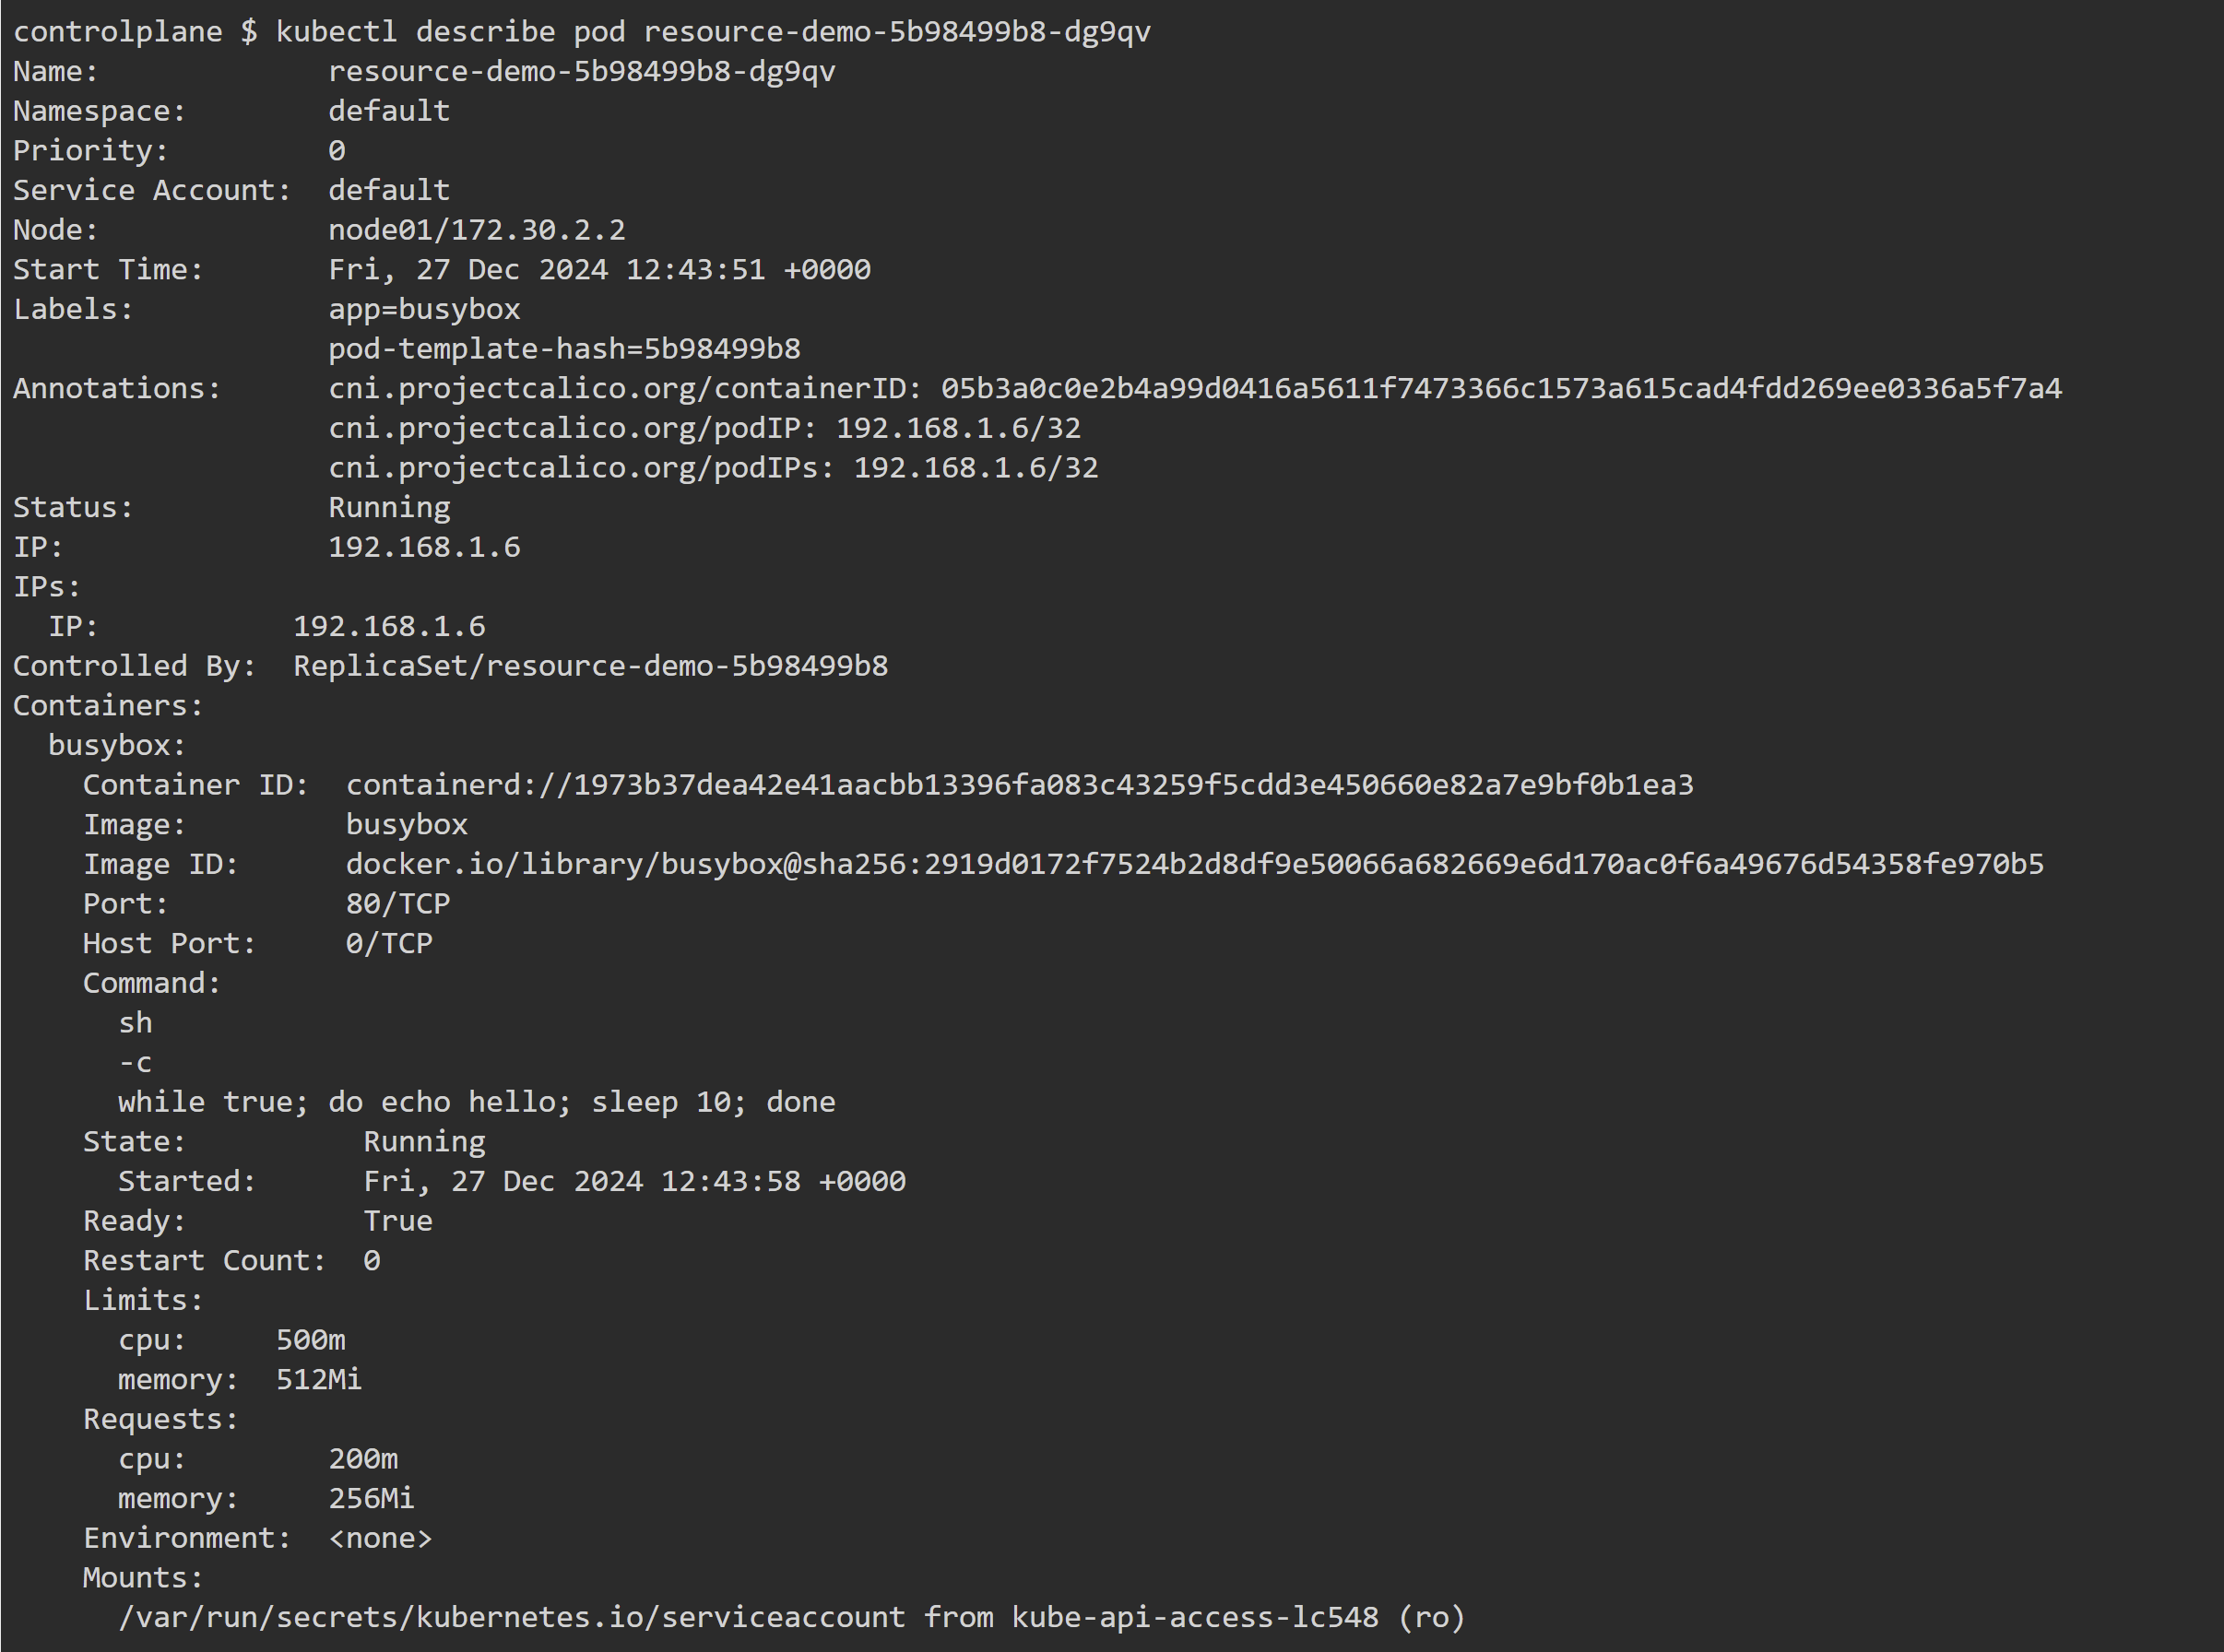 controlplane $ kubectl describe pod resource-demo-5b98499b8-dg9qv
Name:             resource-demo-5b98499b8-dg9qv
Namespace:        default
Priority:         0
Service Account:  default
Node:             node01/172.30.2.2
Start Time:       Fri, 27 Dec 2024 12:43:51 +0000
Labels:           app=busybox
                  pod-template-hash=5b98499b8
Annotations:      cni.projectcalico.org/containerID: 05b3a0c0e2b4a99d0416a5611f7473366c1573a615cad4fdd269ee0336a5f7a4
                  cni.projectcalico.org/podIP: 192.168.1.6/32
                  cni.projectcalico.org/podIPs: 192.168.1.6/32
Status:           Running
IP:               192.168.1.6
IPs:
  IP:           192.168.1.6
Controlled By:  ReplicaSet/resource-demo-5b98499b8
Containers:
  busybox:
    Container ID:  containerd://1973b37dea42e41aacbb13396fa083c43259f5cdd3e450660e82a7e9bf0b1ea3
    Image:         busybox
    Image ID:      docker.io/library/busybox@sha256:2919d0172f7524b2d8df9e50066a682669e6d170ac0f6a49676d54358fe970b5
    Port:          80/TCP
    Host Port:     0/TCP
    Command:
      sh
      -c
      while true; do echo hello; sleep 10; done
    State:          Running
      Started:      Fri, 27 Dec 2024 12:43:58 +0000
    Ready:          True
    Restart Count:  0
    Limits:
      cpu:     500m
      memory:  512Mi
    Requests:
      cpu:        200m
      memory:     256Mi
    Environment:  <none>
    Mounts:
      /var/run/secrets/kubernetes.io/serviceaccount from kube-api-access-lc548 (ro)